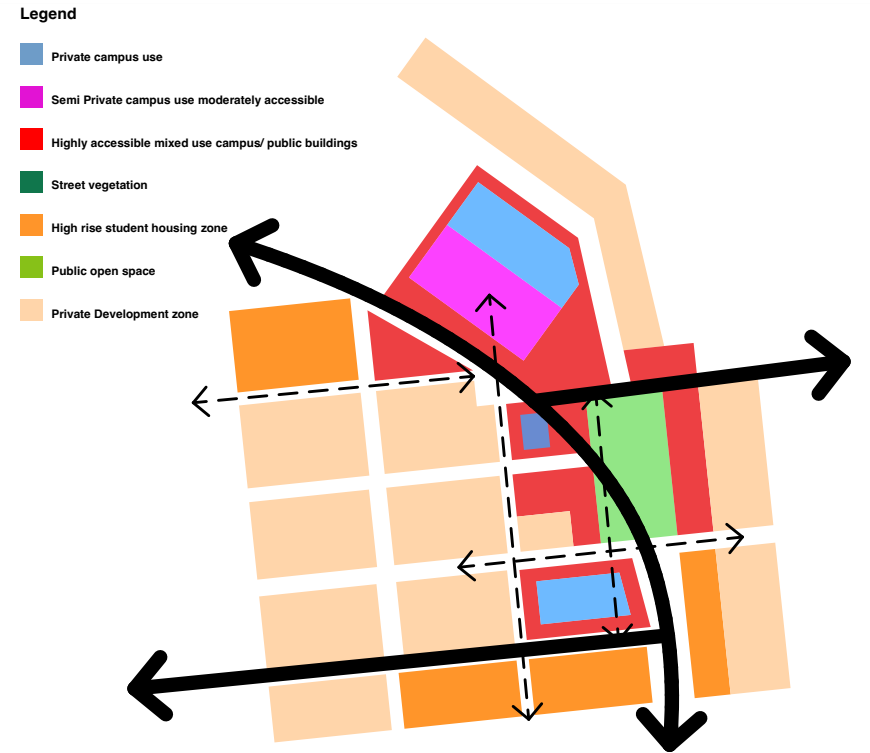 Legend
Private campus use
Semi Private campus use moderately accessible
Highly accessible mixed use campus/ public buildings
Street vegetation
High rise student housing zone
Public open space
Private Development zone